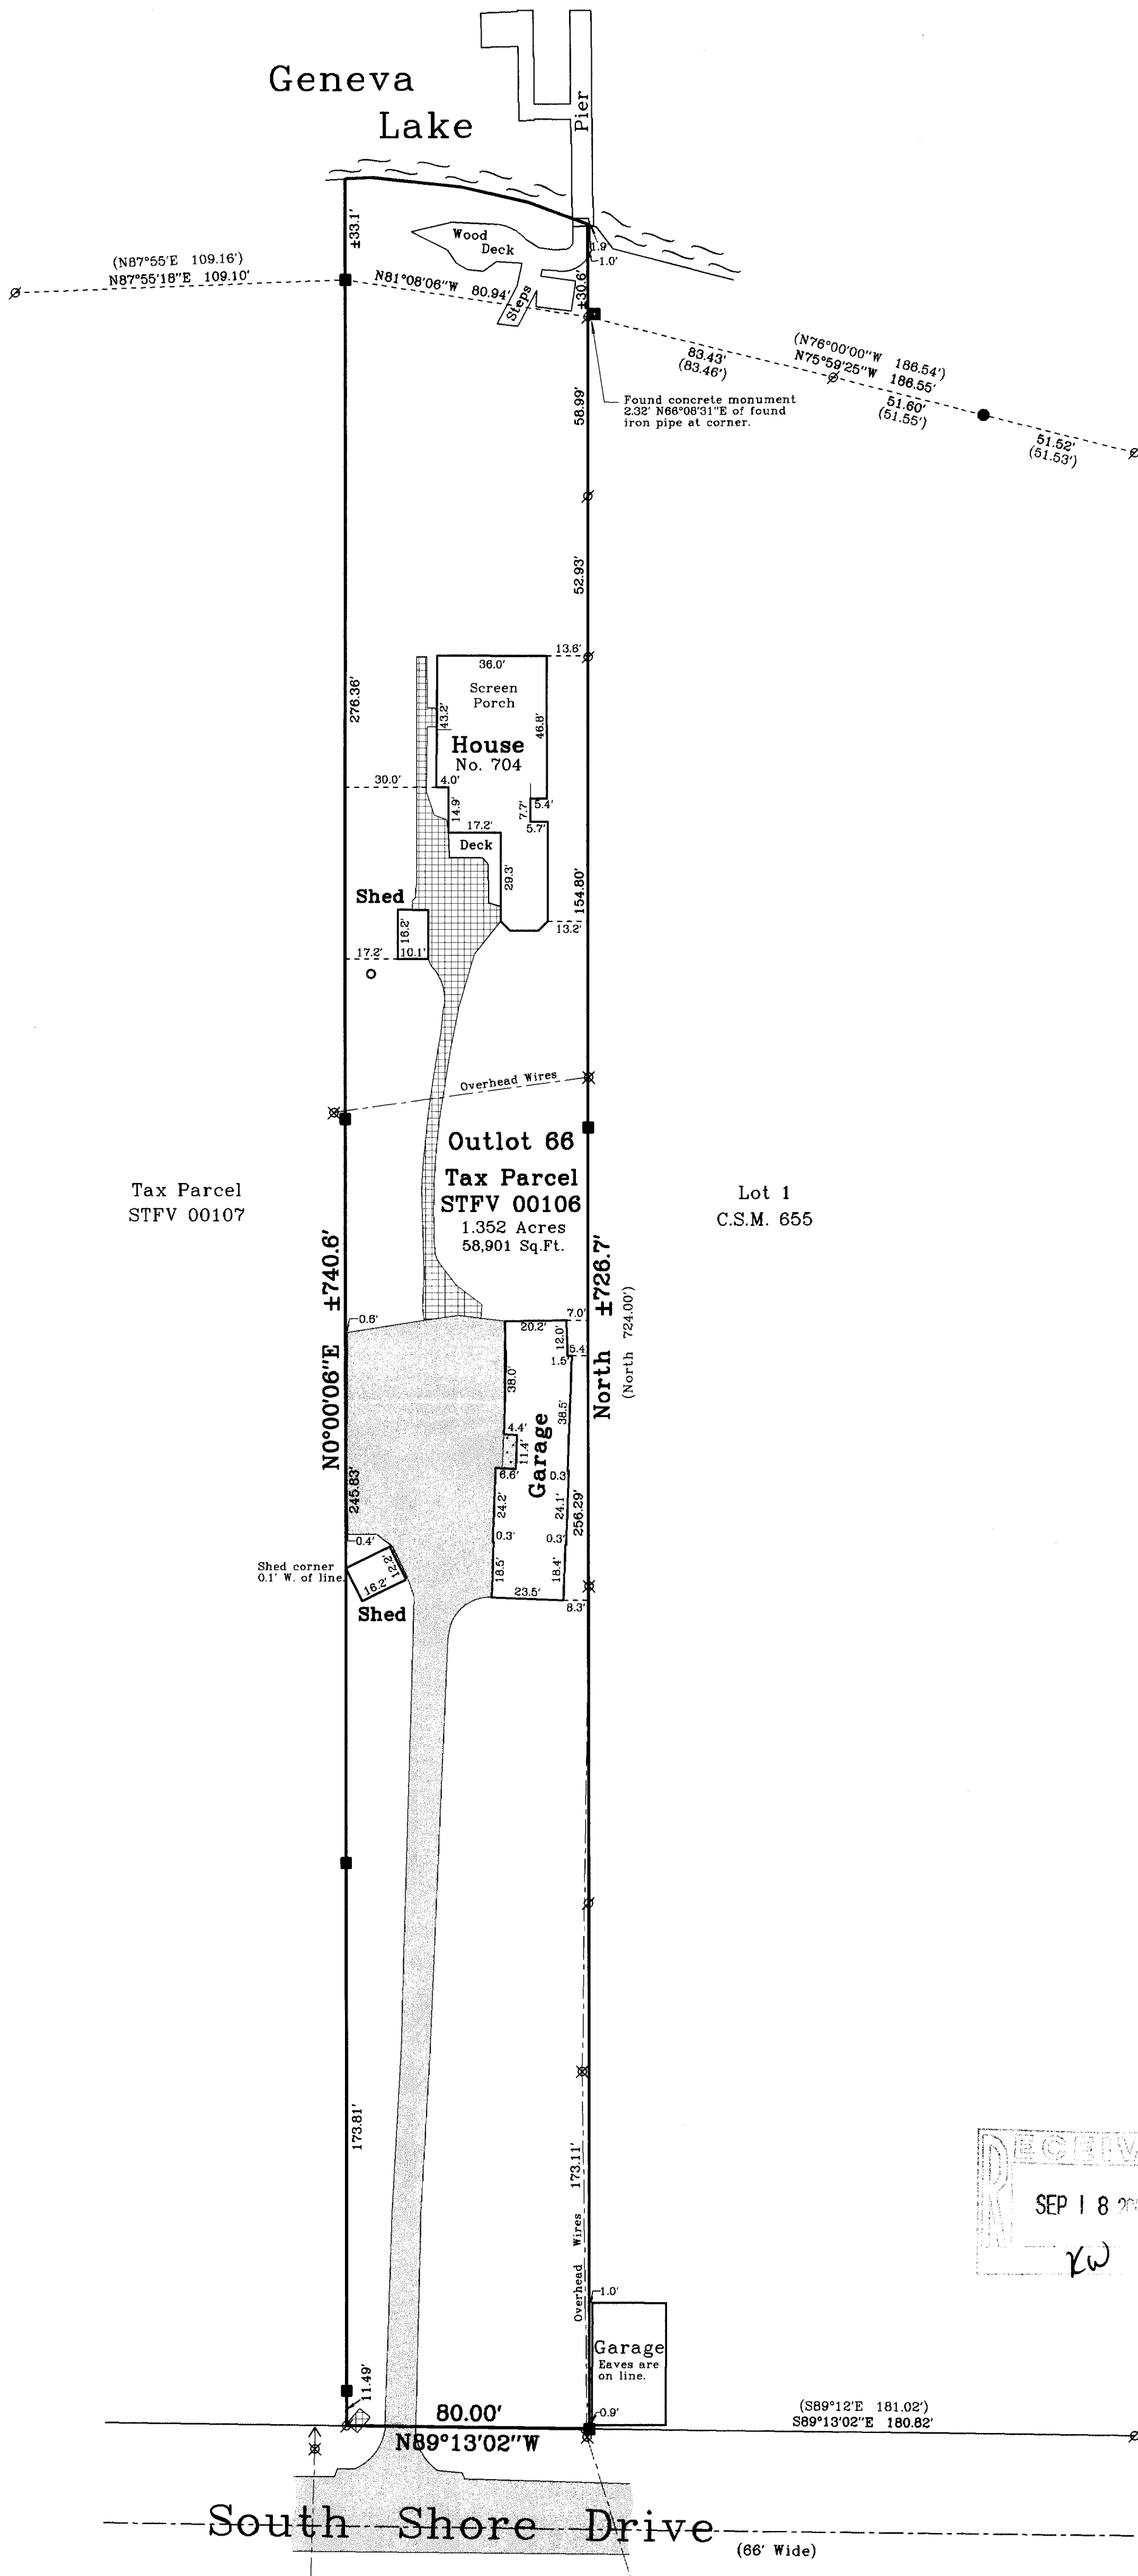 Geneva
Lake
Pier
±33.1'
Wood
Deck
1.9'
1.0'
(N87°55'E 109.16')
N87°55'18"E 109.10'
N81°08'06"W 80.94'
Steps
±30.6'
(N76°00'00"W 186.54')
N75°59'25"W 186.55'
83.43'
(83.46')
51.60'
(51.55')
51.52'
(51.53')
Found concrete monument
2.32' N66°08'31"E of found
iron pipe at corner.
58.99'
52.93'
13.6'
36.0'
Screen
Porch
276.36'
43.2'
46.8'
House
No. 704
30.0'
4.0'
5.4'
7.7'
14.9'
5.7'
17.2'
Deck
29.3'
154.80'
Shed
16.2'
13.2'
17.2'
10.1'
Overhead Wires
Outlot 66
Tax Parcel
STFV 00106
1.352 Acres
58,901 Sq.Ft.
Tax Parcel
STFV 00107
Lot 1
C.S.M. 655
N0°00'06"E ±740.6'
North ±726.7'
(North 724.00')
0.6'
7.0'
20.2'
12.0'
5.4'
1.5'
38.0'
38.5'
4.4'
11.4'
Garage
6.6'
0.3'
245.83'
24.2'
24.1'
256.29'
0.4'
0.3'
0.3'
Shed corner
0.1' W. of line.
12.2'
16.2'
18.5'
18.4'
23.5'
8.3'
Shed
173.81'
173.11'
Overhead Wires
SEP 18
KW
1.0'
Garage
Eaves are
on line.
11.49'
0.9'
80.00'
N89°13'02"W
(S89°12'E 181.02')
S89°13'02"E 180.82'
South Shore Drive
(66' Wide)